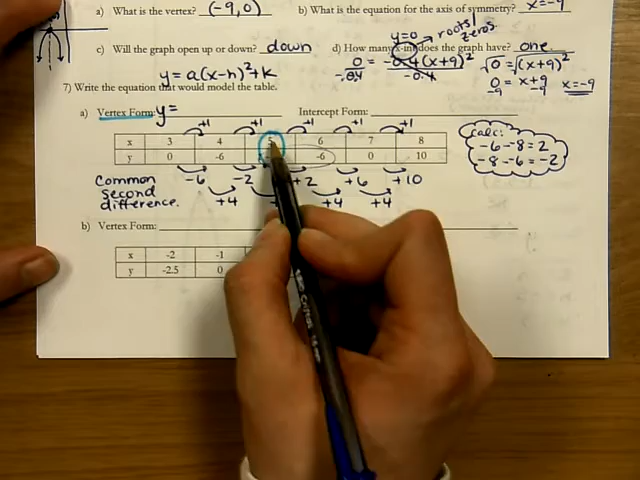 a) What is the vertex? (-9,0)
b) What is the equation for the axis of symmetry? x=-9
y=0
roots/
zeros.
c) Will the graph open up or down? down
d) How many x-in does the graph have? one
0 = -0.4(x+9)²
-0.4 -0.4
√0 = √(x+9)²
0 = x+9
-9 -9
x=-9
y = a(x-h)²+k
7) Write the equation that would model the table.
a) Vertex Form: y=
Intercept Form:
+1 +1 +1 +1 +1
x 3 4 5 6 7 8
y 0 -6 -6 0 10
-6 -2 +2 +6 +10
+4 +4 +4
Common
second
difference.
calc:
-6--8=2
-8--6=-2
b) Vertex Form:
x -2 -1
y -2.5 0